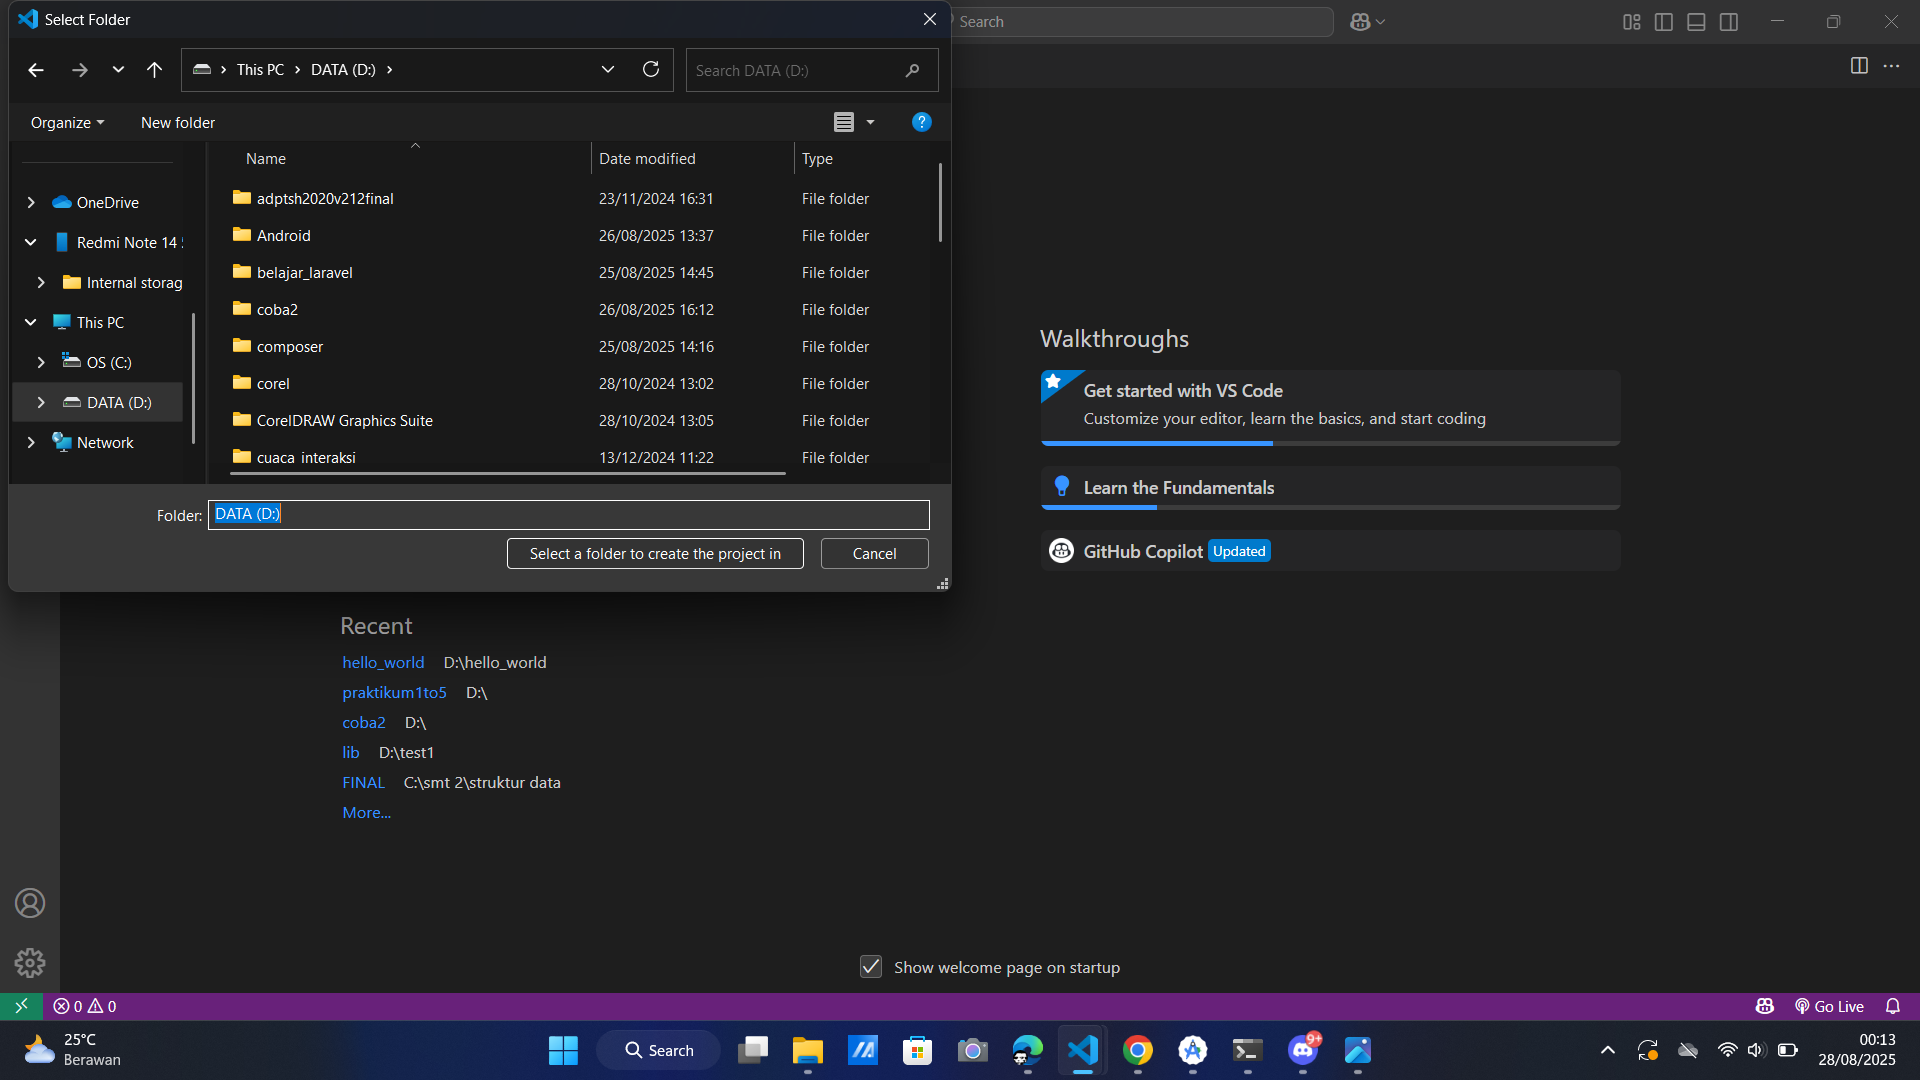 Select Folder
Search
This PC
DATA (D:)
Search DATA (D:)
Organize
New folder
Name
Date modified
Type
OneDrive
Redmi Note 14
Internal storag
This PC
OS (C:)
DATA (D:)
Network
adptsh2020v212final 23/11/2024 16:31 File folder
Android 26/08/2025 13:37 File folder
belajar_laravel 25/08/2025 14:45 File folder
coba2 26/08/2025 16:12 File folder
composer 25/08/2025 14:16 File folder
corel 28/10/2024 13:02 File folder
CorelDRAW Graphics Suite 28/10/2024 13:05 File folder
cuaca_interaksi 13/12/2024 11:22 File folder
Folder: DATA (D:)
Select a folder to create the project in
Cancel
Walkthroughs
Get started with VS Code
Customize your editor, learn the basics, and start coding
Learn the Fundamentals
GitHub Copilot Updated
Recent
hello_world D:\hello_world
praktikum1to5 D:\
coba2 D:\
lib D:\test1
FINAL C:\smt 2\struktur data
More...
Show welcome page on startup
0 0
Go Live
25°C
Berawan
Search
9+
00:13
28/08/2025